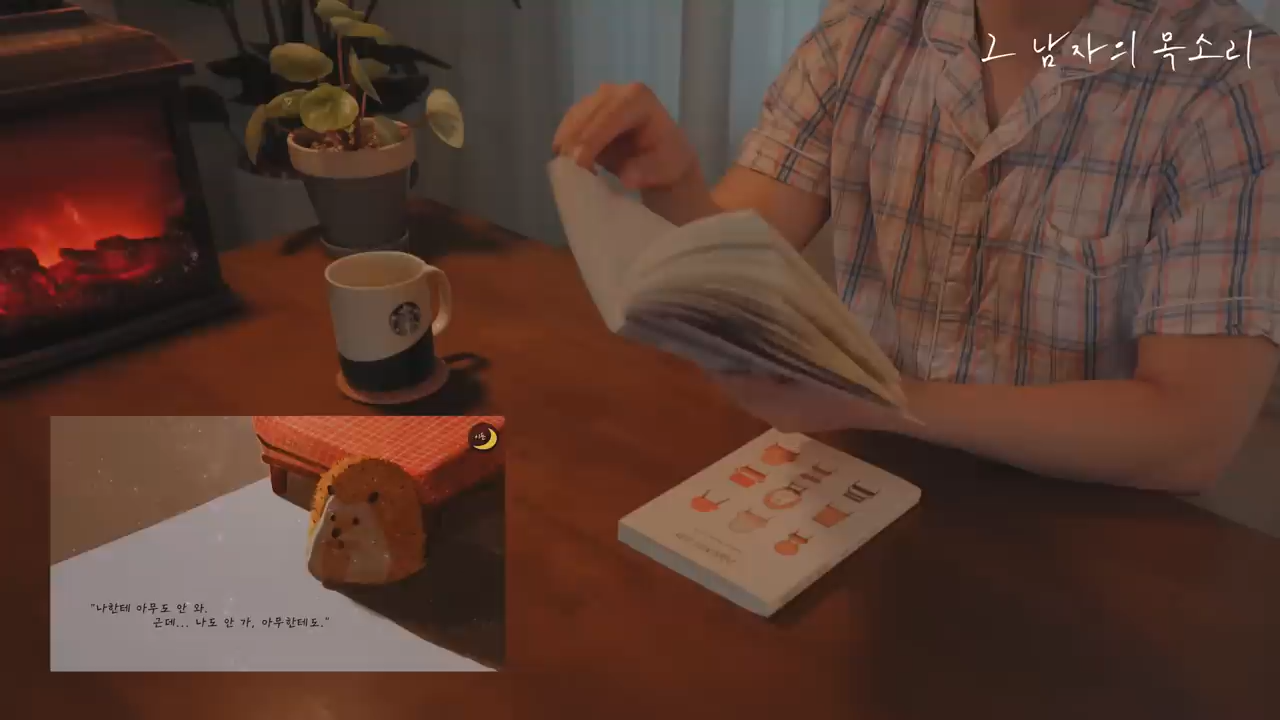 그 남자의 목소리
"나한테 아무도 안 와.
근데... 나도 안 가, 아무한테도."